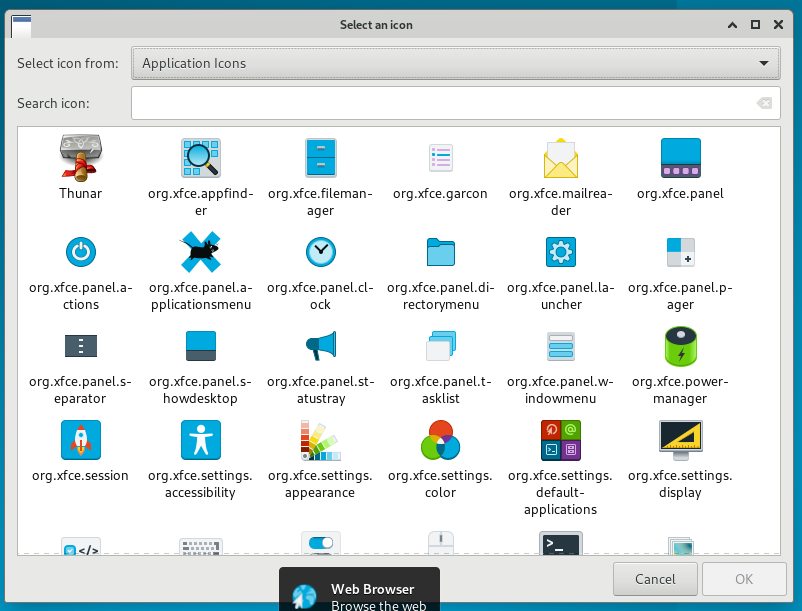 Select an icon
Select icon from:
Application Icons
Search icon:
Thunar
org.xfce.appfind-
er
org.xfce.fileman-
ager
org.xfce.garcon
org.xfce.mailrea-
der
org.xfce.panel
org.xfce.panel.a-
ctions
org.xfce.panel.a-
pplicationsmenu
org.xfce.panel.cl-
ock
org.xfce.panel.di-
rectorymenu
org.xfce.panel.la-
uncher
org.xfce.panel.p-
ager
org.xfce.panel.s-
eparator
org.xfce.panel.s-
howdesktop
org.xfce.panel.st-
atustray
org.xfce.panel.t-
asklist
org.xfce.panel.w-
indowmenu
org.xfce.power-
manager
org.xfce.session
org.xfce.settings.
accessibility
org.xfce.settings.
appearance
org.xfce.settings.
color
org.xfce.settings.
default-
applications
org.xfce.settings.
display
Cancel
OK
Web Browser
Browse the web